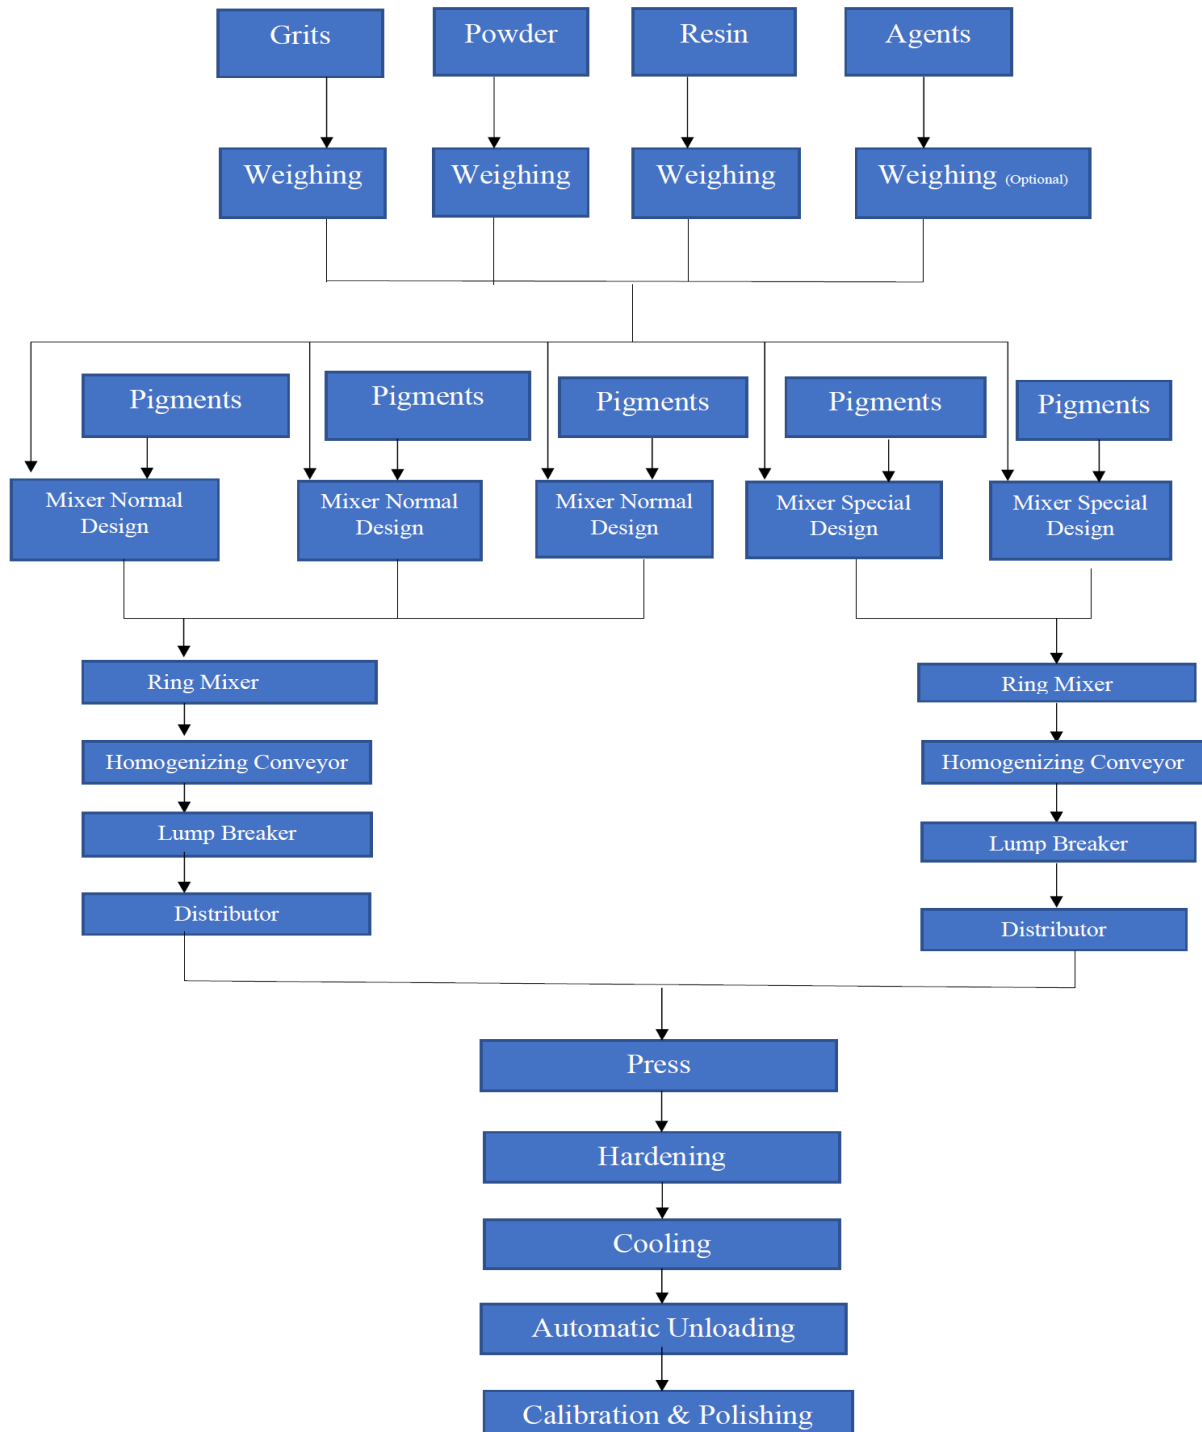 Grits
Powder
Resin
Agents
Weighing
Weighing
Weighing
Weighing (Optional)
Pigments
Pigments
Pigments
Pigments
Pigments
Mixer Normal
Design
Mixer Normal
Design
Mixer Normal
Design
Mixer Special
Design
Mixer Special
Design
Ring Mixer
Homogenizing Conveyor
Lump Breaker
Distributor
Ring Mixer
Homogenizing Conveyor
Lump Breaker
Distributor
Press
Hardening
Cooling
Automatic Unloading
Calibration & Polishing